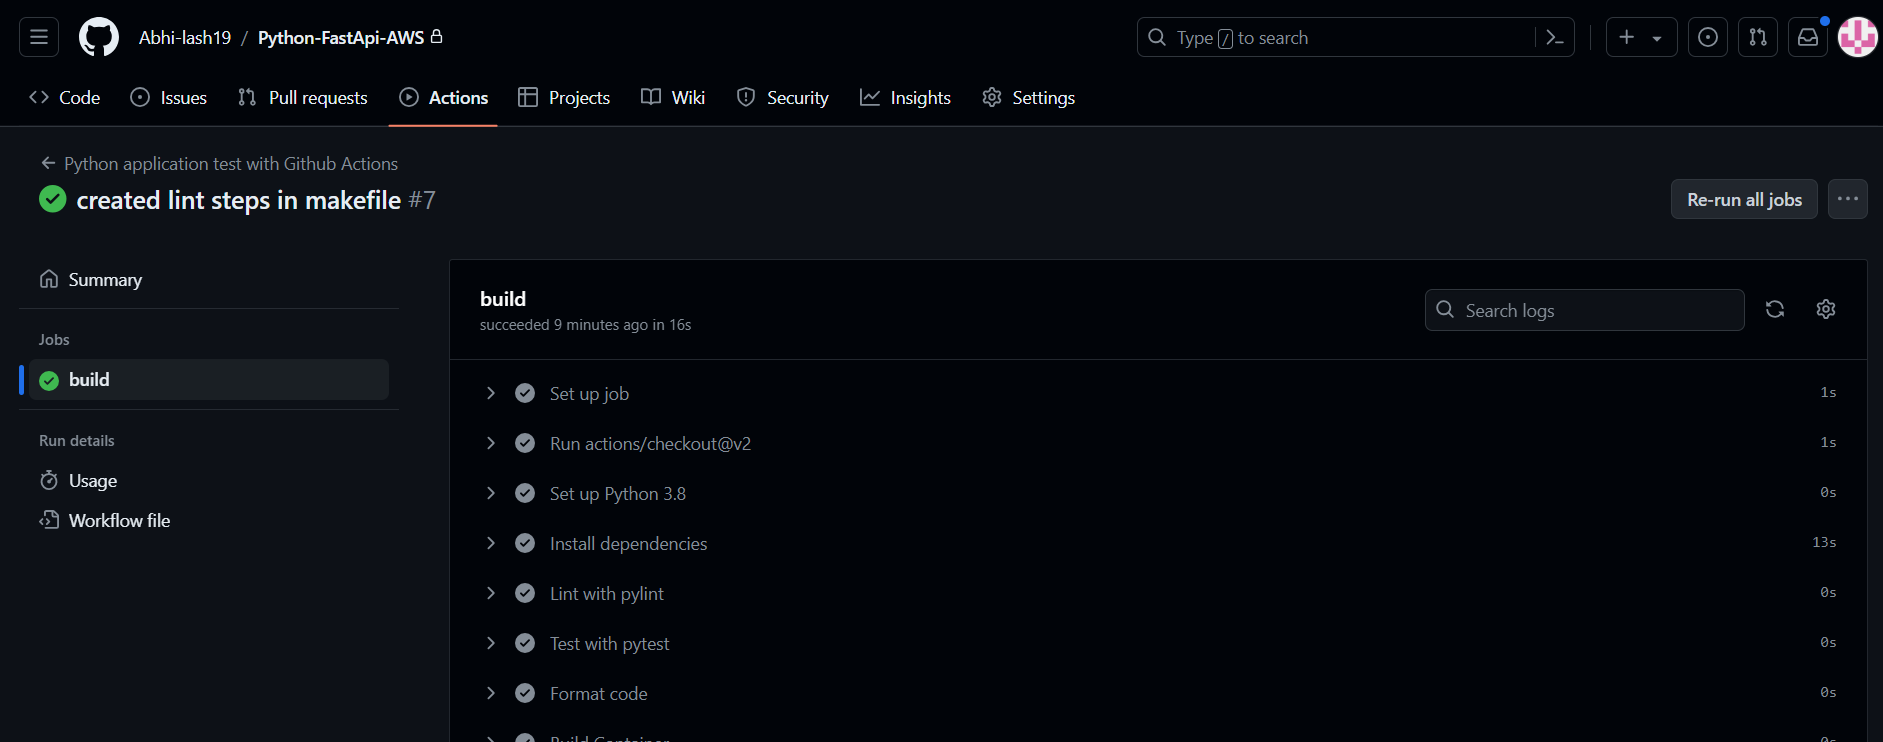 Abhi-lash19 / Python-FastApi-AWS
Type / to search
Code
Issues
Pull requests
Actions
Projects
Wiki
Security
Insights
Settings
Python application test with Github Actions
created lint steps in makefile #7
Re-run all jobs
Summary
Jobs
build
Run details
Usage
Workflow file
build
succeeded 9 minutes ago in 16s
Search logs
Set up job 1s
Run actions/checkout@v2 1s
Set up Python 3.8 0s
Install dependencies 13s
Lint with pylint 0s
Test with pytest 0s
Format code 0s
Build Container 0s